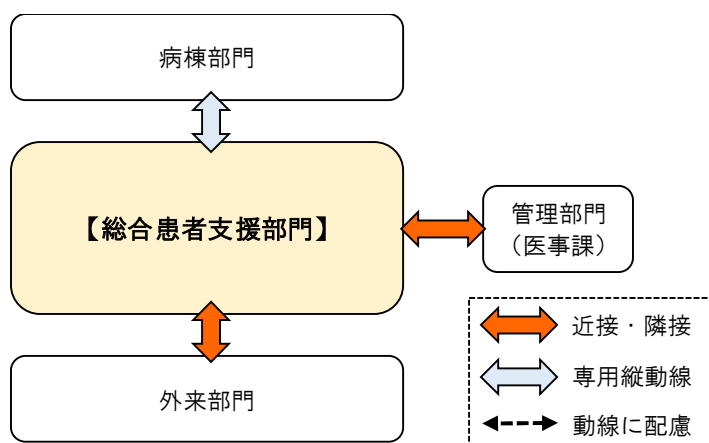 病棟部門
【総合患者支援部門】
管理部門
（医事課）
外来部門
近接・隣接
専用縦動線
動線に配慮